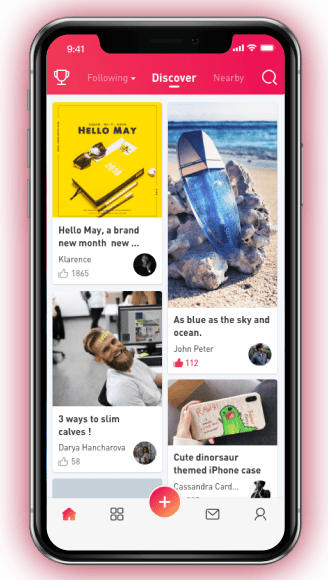 9:41
Following Discover Nearby
HELLO MAY
2018
Hello May, a brand
new month new ...
Klarence
1865
As blue as the sky and
ocean.
John Peter
112
3 ways to slim
calves !
Darya Hancharova
58
RAWR!
Cute dinorsaur
themed iPhone case
Cassandra Card...
+